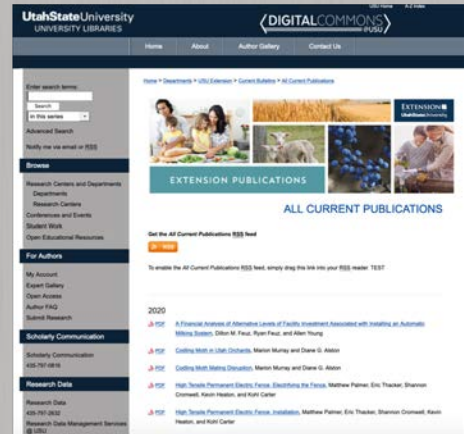 USU Home A-Z Index
UtahStateUniversity
UNIVERSITY LIBRARIES
{DIGITALCOMMONS}
@USU
Home About Author Gallery Contact Us
Home > Departments > USU Extension > Current Bulletins > All Current Publications
Enter search terms:
Search
in this series
Advanced Search
Notify me via email or RSS
Browse
Research Centers and Departments
Departments
Research Centers
Conferences and Events
Student Work
Open Educational Resources
For Authors
My Account
Expert Gallery
Open Access
Author FAQ
Submit Research
Scholarly Communication
Scholarly Communication
435-797-0816
Research Data
Research Data
435-797-2632
Research Data Management Services
@ USU
EXTENSION
UtahStateUniversity
EXTENSION PUBLICATIONS
ALL CURRENT PUBLICATIONS
Get the All Current Publications RSS feed
RSS
To enable the All Current Publications RSS feed, simply drag this link into your RSS reader. TEST
2020
PDF A Financial Analysis of Alternative Levels of Facility Investment Associated with Installing an Automatic
Milking System, Dillon M. Feuz, Ryan Feuz, and Allen Young
PDF Codling Moth in Utah Orchards, Marion Murray and Diane G. Alston
PDF Codling Moth Mating Disruption, Marion Murray and Diane G. Alston
PDF High Tensile Permanent Electric Fence: Electrifying the Fence, Matthew Palmer, Eric Thacker, Shannon
Cromwell, Kevin Heaton, and Kohl Carter
PDF High Tensile Permanent Electric Fence: Installation, Matthew Palmer, Eric Thacker, Shannon Cromwell, Kevin
Heaton, and Kohl Carter